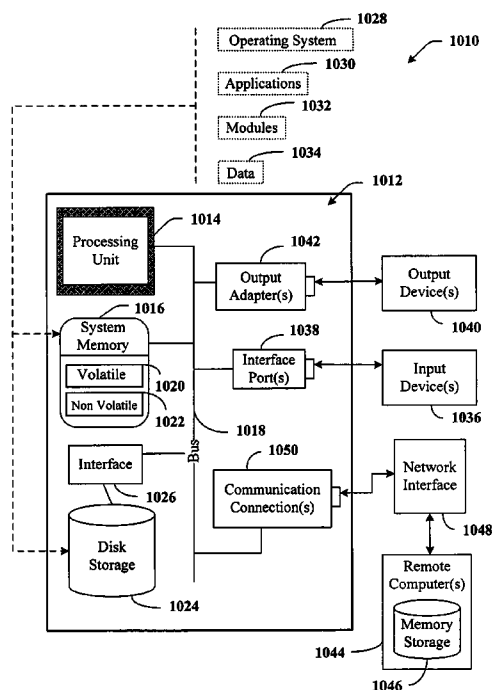 1028
Operating System
1010
1030
Applications
1032
Modules
1034
Data
1012
1014
Processing
Unit
1042
Output
Adapter(s)
Output
Device(s)
1040
1016
System
Memory
1038
Interface
Port(s)
Volatile
1020
Input
Device(s)
Non Volatile
1022
1036
1018
Bus
1050
Interface
1026
Communication
Connection(s)
Network
Interface
1048
Disk
Storage
1024
Remote
Computer(s)
Memory
Storage
1044
1046